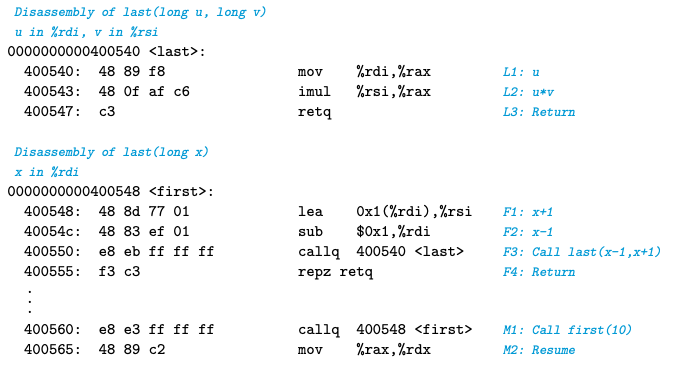 Disassembly of last(long u, long v)
u in %rdi, v in %rsi
0000000000400540 <last>:
400540: 48 89 f8 mov %rdi,%rax L1: u
400543: 48 0f af c6 imul %rsi,%rax L2: u*v
400547: c3 retq L3: Return
Disassembly of last(long x)
x in %rdi
0000000000400548 <first>:
400548: 48 8d 77 01 lea 0x1(%rdi),%rsi F1: x+1
40054c: 48 83 ef 01 sub $0x1,%rdi F2: x-1
400550: e8 eb ff ff ff callq 400540 <last> F3: Call last(x-1,x+1)
400555: f3 c3 repz retq F4: Return
.
.
.
400560: e8 e3 ff ff ff callq 400548 <first> M1: Call first(10)
400565: 48 89 c2 mov %rax,%rdx M2: Resume